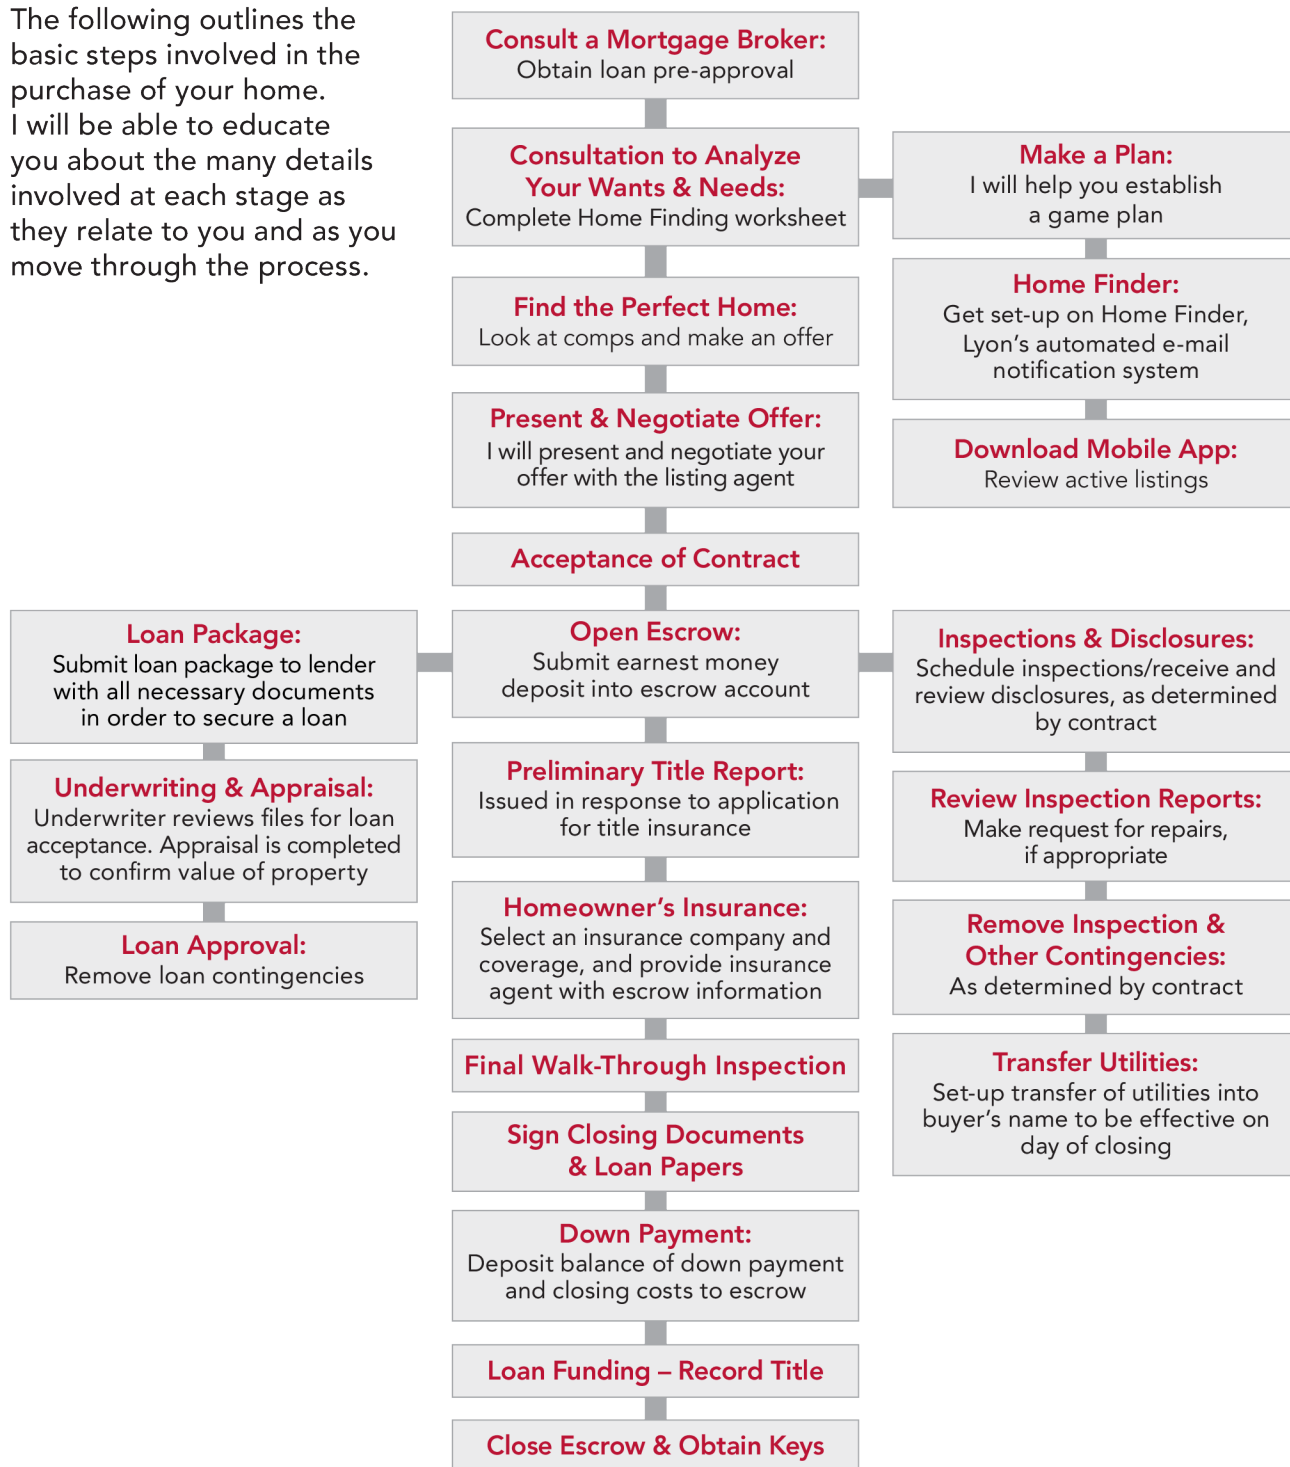 The following outlines the
basic steps involved in the
purchase of your home.
I will be able to educate
you about the many details
involved at each stage as
they relate to you and as you
move through the process.
Consult a Mortgage Broker:
Obtain loan pre-approval
Consultation to Analyze
Your Wants & Needs:
Complete Home Finding worksheet
Make a Plan:
I will help you establish
a game plan
Home Finder:
Get set-up on Home Finder,
Lyon’s automated e-mail
notification system
Download Mobile App:
Review active listings
Find the Perfect Home:
Look at comps and make an offer
Present & Negotiate Offer:
I will present and negotiate your
offer with the listing agent
Acceptance of Contract
Open Escrow:
Submit earnest money
deposit into escrow account
Loan Package:
Submit loan package to lender
with all necessary documents
in order to secure a loan
Underwriting & Appraisal:
Underwriter reviews files for loan
acceptance. Appraisal is completed
to confirm value of property
Loan Approval:
Remove loan contingencies
Inspections & Disclosures:
Schedule inspections/receive and
review disclosures, as determined
by contract
Review Inspection Reports:
Make request for repairs,
if appropriate
Remove Inspection &
Other Contingencies:
As determined by contract
Transfer Utilities:
Set-up transfer of utilities into
buyer’s name to be effective on
day of closing
Preliminary Title Report:
Issued in response to application
for title insurance
Homeowner’s Insurance:
Select an insurance company and
coverage, and provide insurance
agent with escrow information
Final Walk-Through Inspection
Sign Closing Documents
& Loan Papers
Down Payment:
Deposit balance of down payment
and closing costs to escrow
Loan Funding – Record Title
Close Escrow & Obtain Keys